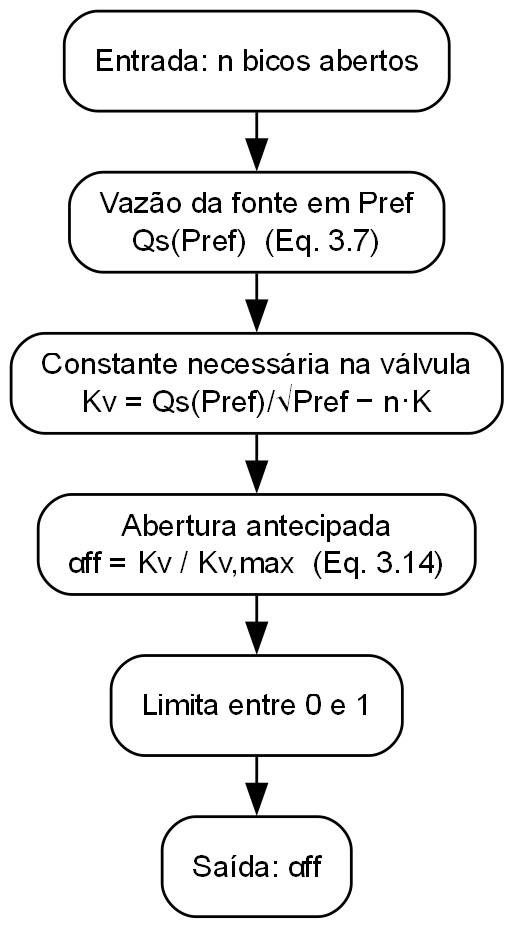 Entrada: n bicos abertos
Vazão da fonte em Pref
Qs(Pref) (Eq. 3.7)
Constante necessária na válvula
Kv = Qs(Pref)/√Pref − n·K
Abertura antecipada
αff = Kv / Kv,max (Eq. 3.14)
Limita entre 0 e 1
Saída: αff